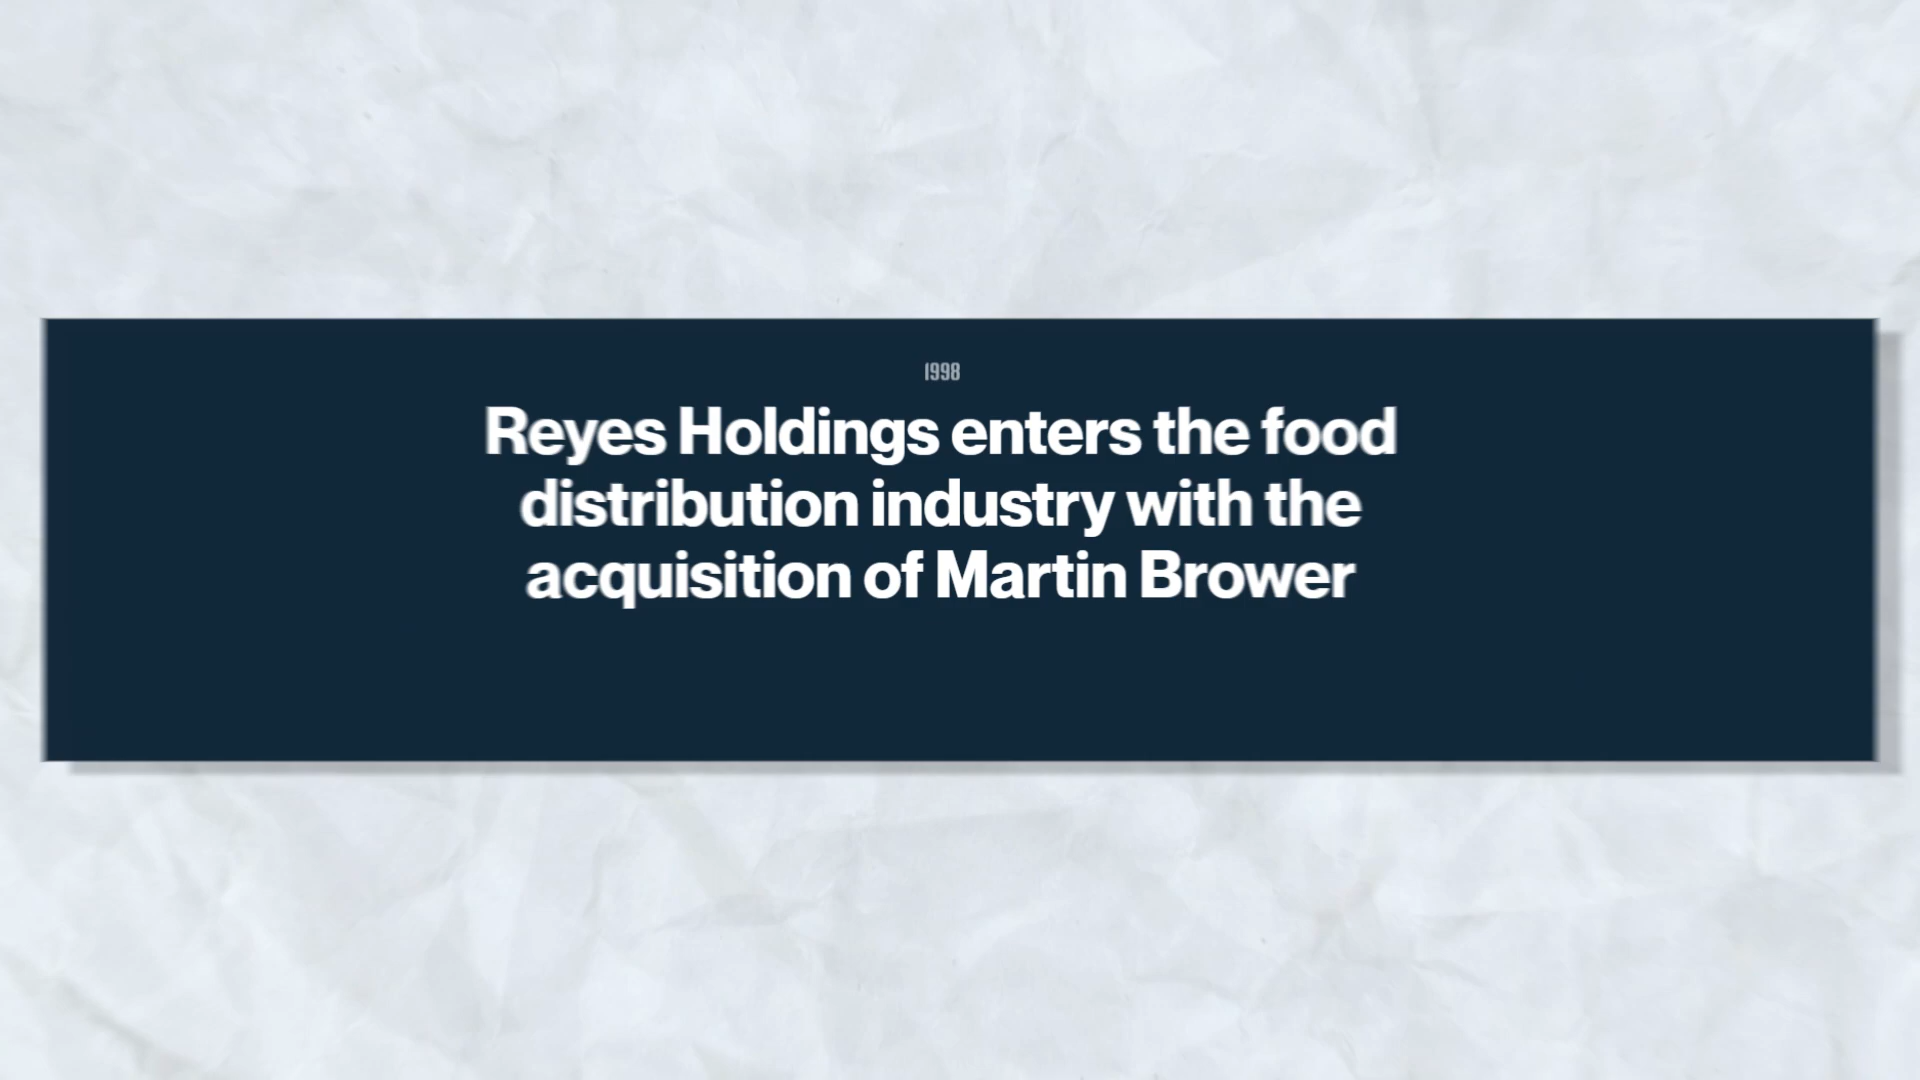 1998
Reyes Holdings enters the food
distribution industry with the
acquisition of Martin Brower